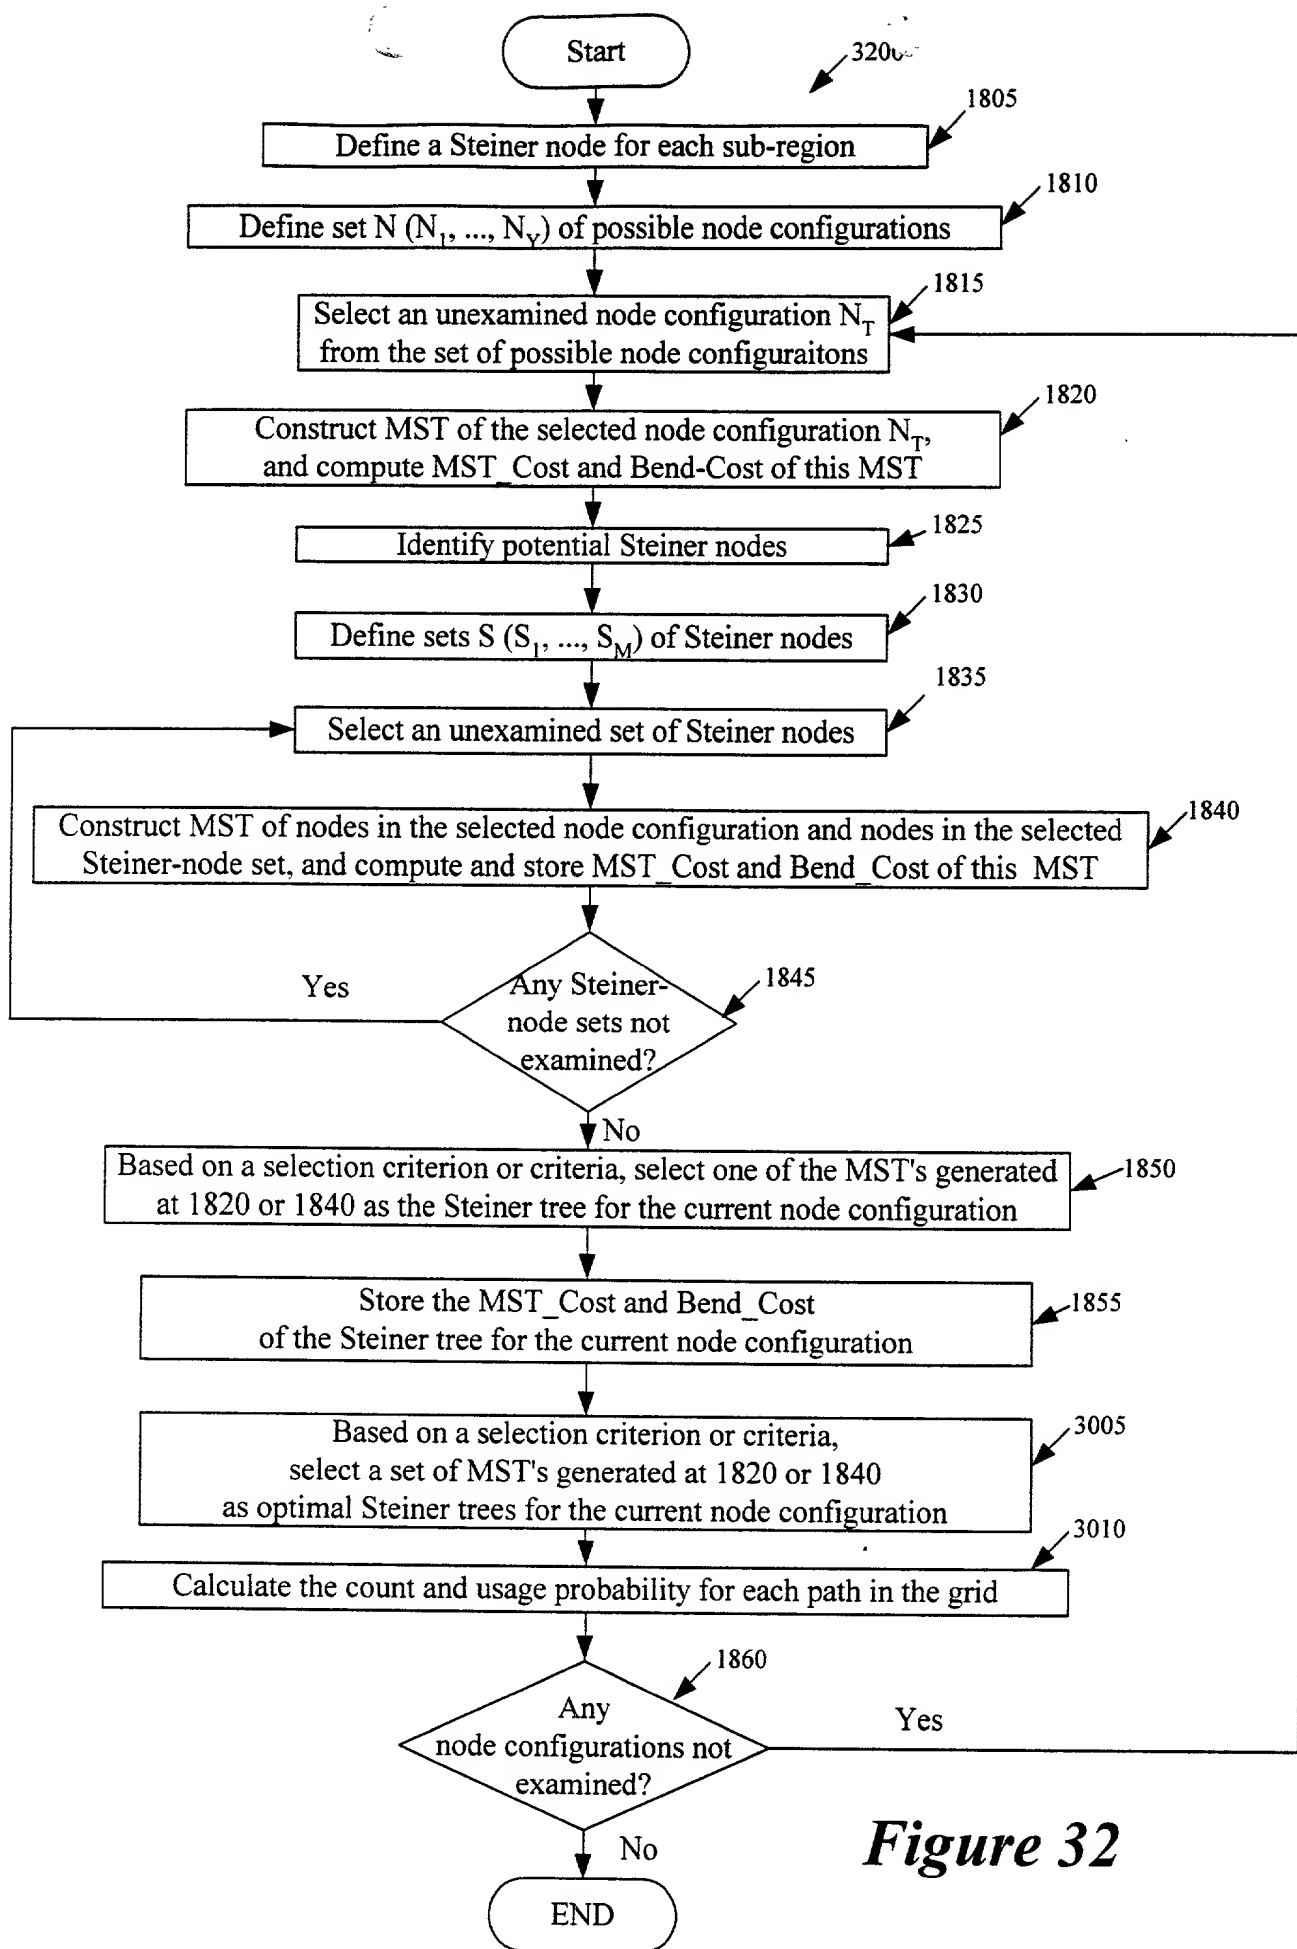 Start
1805
Define a Steiner node for each sub-region
1810
Define set N (N1, ..., NY) of possible node configurations
1815
Select an unexamined node configuration NT
from the set of possible node configuraitons
1820
Construct MST of the selected node configuration NT,
and compute MST_Cost and Bend-Cost of this MST
1825
Identify potential Steiner nodes
1830
Define sets S (S1, ..., SM) of Steiner nodes
1835
Select an unexamined set of Steiner nodes
1840
Construct MST of nodes in the selected node configuration and nodes in the selected
Steiner-node set, and compute and store MST_Cost and Bend_Cost of this MST
Yes
1845
Any Steiner-
node sets not
examined?
No
1850
Based on a selection criterion or criteria, select one of the MST's generated
at 1820 or 1840 as the Steiner tree for the current node configuration
1855
Store the MST_Cost and Bend_Cost
of the Steiner tree for the current node configuration
3005
Based on a selection criterion or criteria,
select a set of MST's generated at 1820 or 1840
as optimal Steiner trees for the current node configuration
3010
Calculate the count and usage probability for each path in the grid
1860
Any
node configurations not
examined?
Yes
No
END
Figure 32